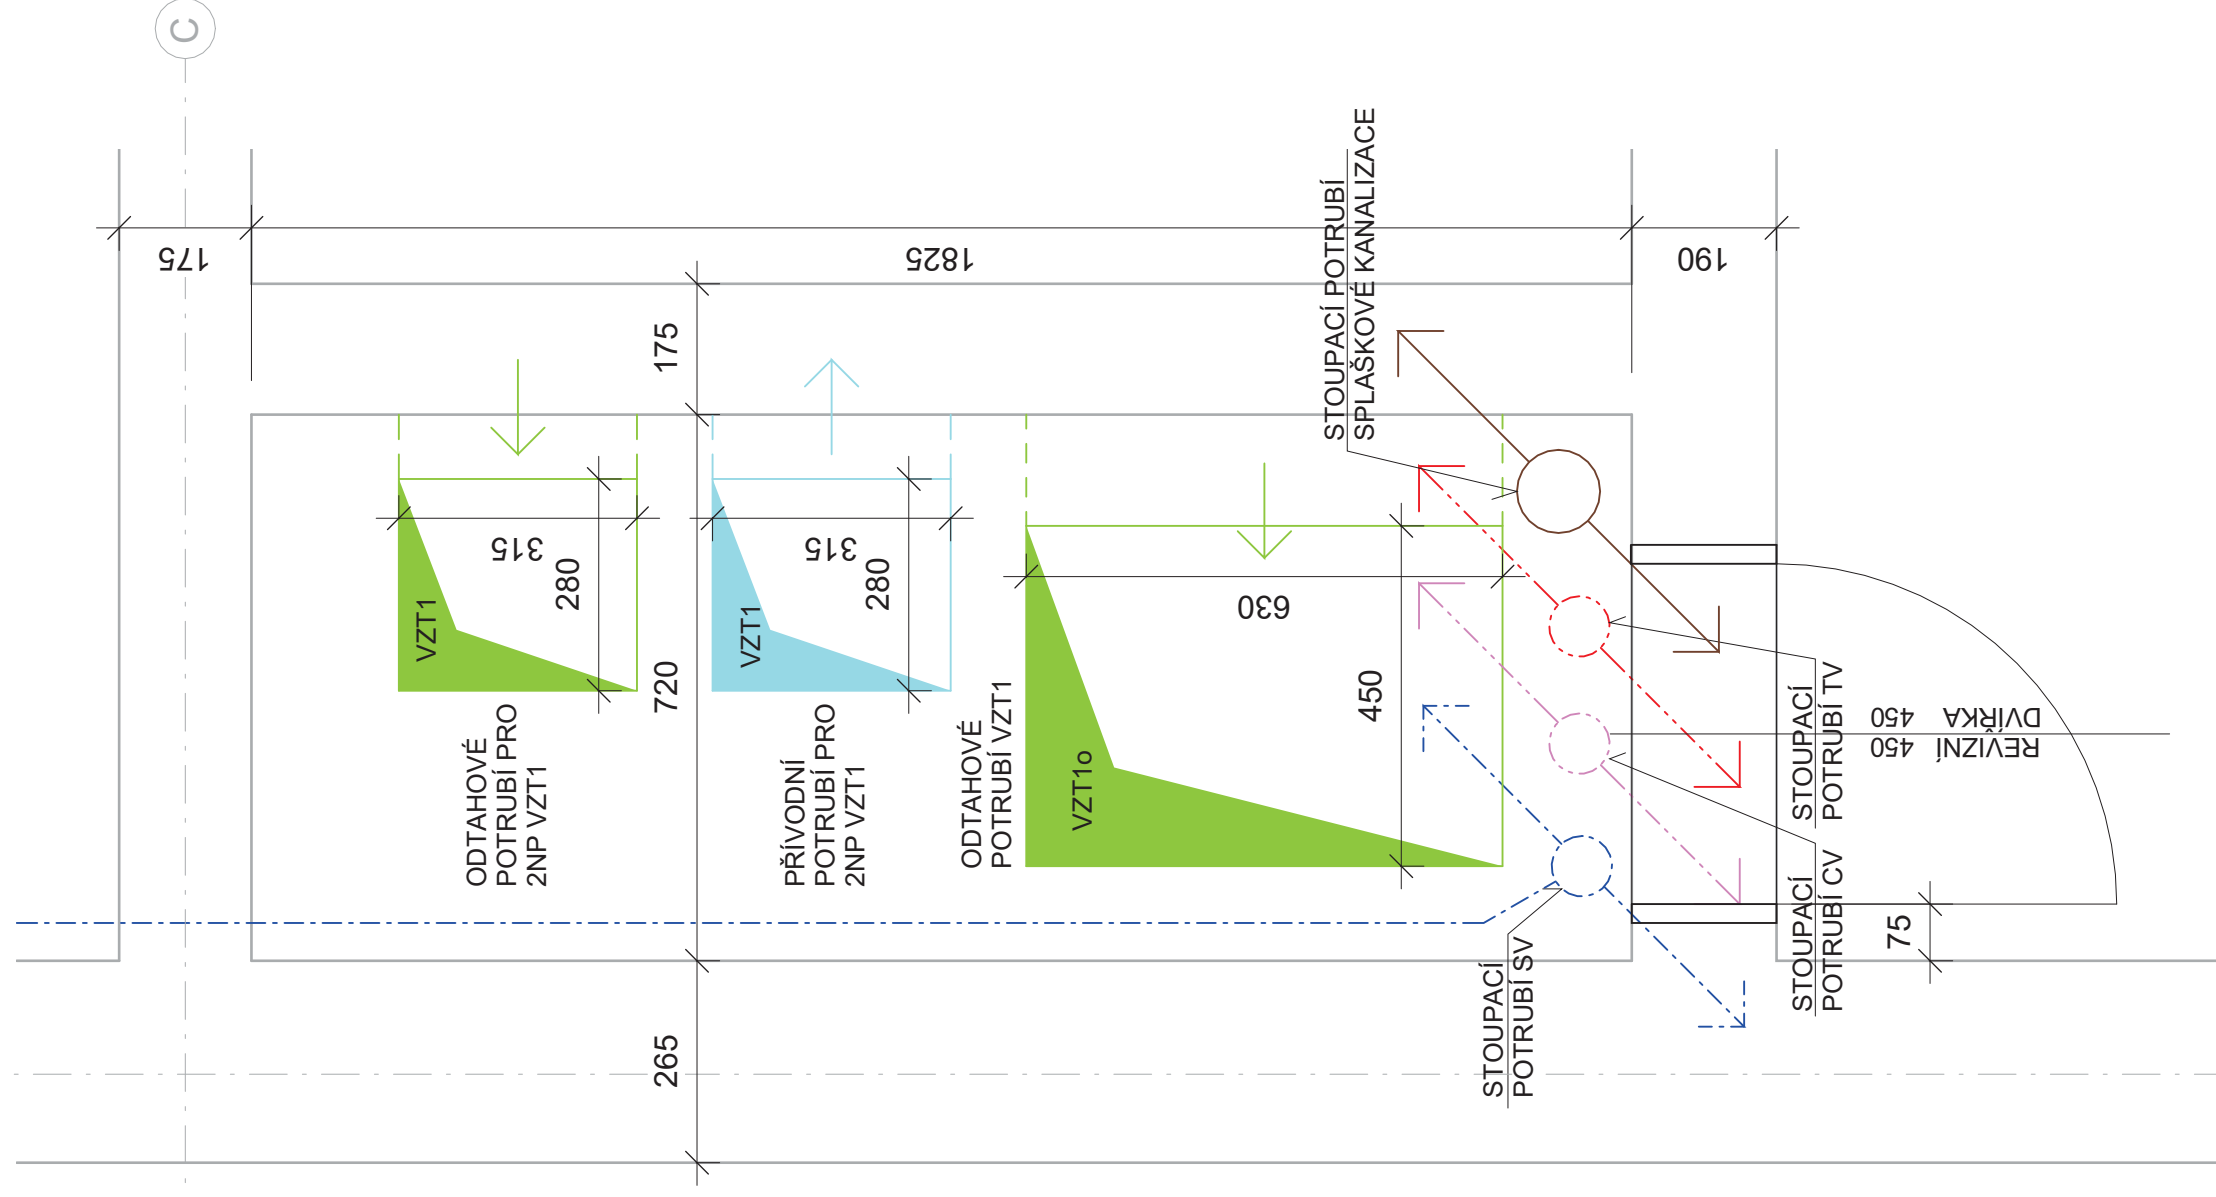 C
175
1825
190
175
STOUPACÍ POTRUBÍ
SPLAŠKOVÉ KANALIZACE
315
280
VZT1
315
280
VZT1
630
450
VZT1o
720
ODTAHOVÉ
POTRUBÍ PRO
2NP VZT1
PŘÍVODNÍ
POTRUBÍ PRO
2NP VZT1
ODTAHOVÉ
POTRUBÍ VZT1
STOUPACÍ
POTRUBÍ TV
REVIZNÍ 450
DVÍŘKA 450
STOUPACÍ
POTRUBÍ CV
75
STOUPACÍ
POTRUBÍ SV
265